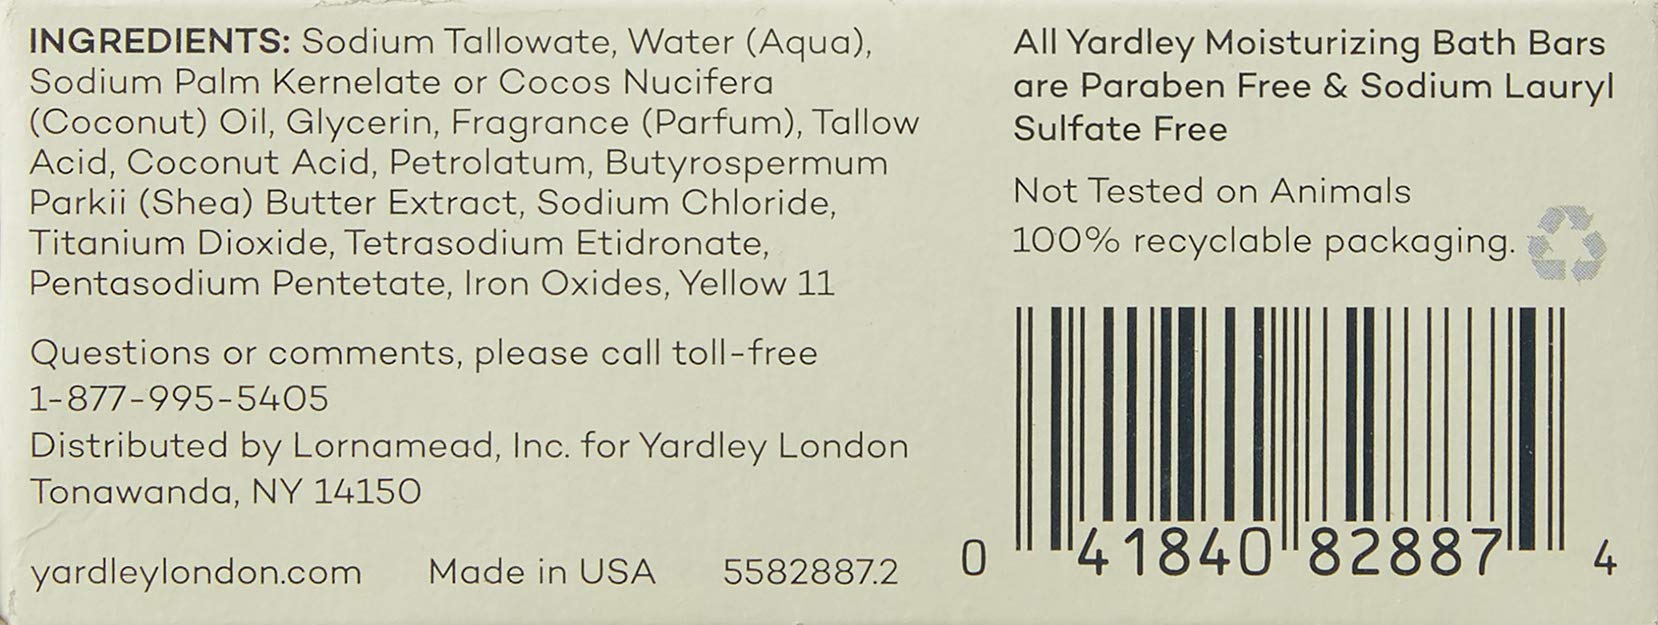 INGREDIENTS: Sodium Tallowate, Water (Aqua),
Sodium Palm Kernelate or Cocos Nucifera
(Coconut) Oil, Glycerin, Fragrance (Parfum), Tallow
Acid, Coconut Acid, Petrolatum, Butyrospermum
Parkii (Shea) Butter Extract, Sodium Chloride,
Titanium Dioxide, Tetrasodium Etidronate,
Pentasodium Pentetate, Iron Oxides, Yellow 11
Questions or comments, please call toll-free
1-877-995-5405
Distributed by Lornamead, Inc. for Yardley London
Tonawanda, NY 14150
yardleylondon.com Made in USA 5582887.2
All Yardley Moisturizing Bath Bars
are Paraben Free & Sodium Lauryl
Sulfate Free
Not Tested on Animals
100% recyclable packaging.
0 41840 82887 4